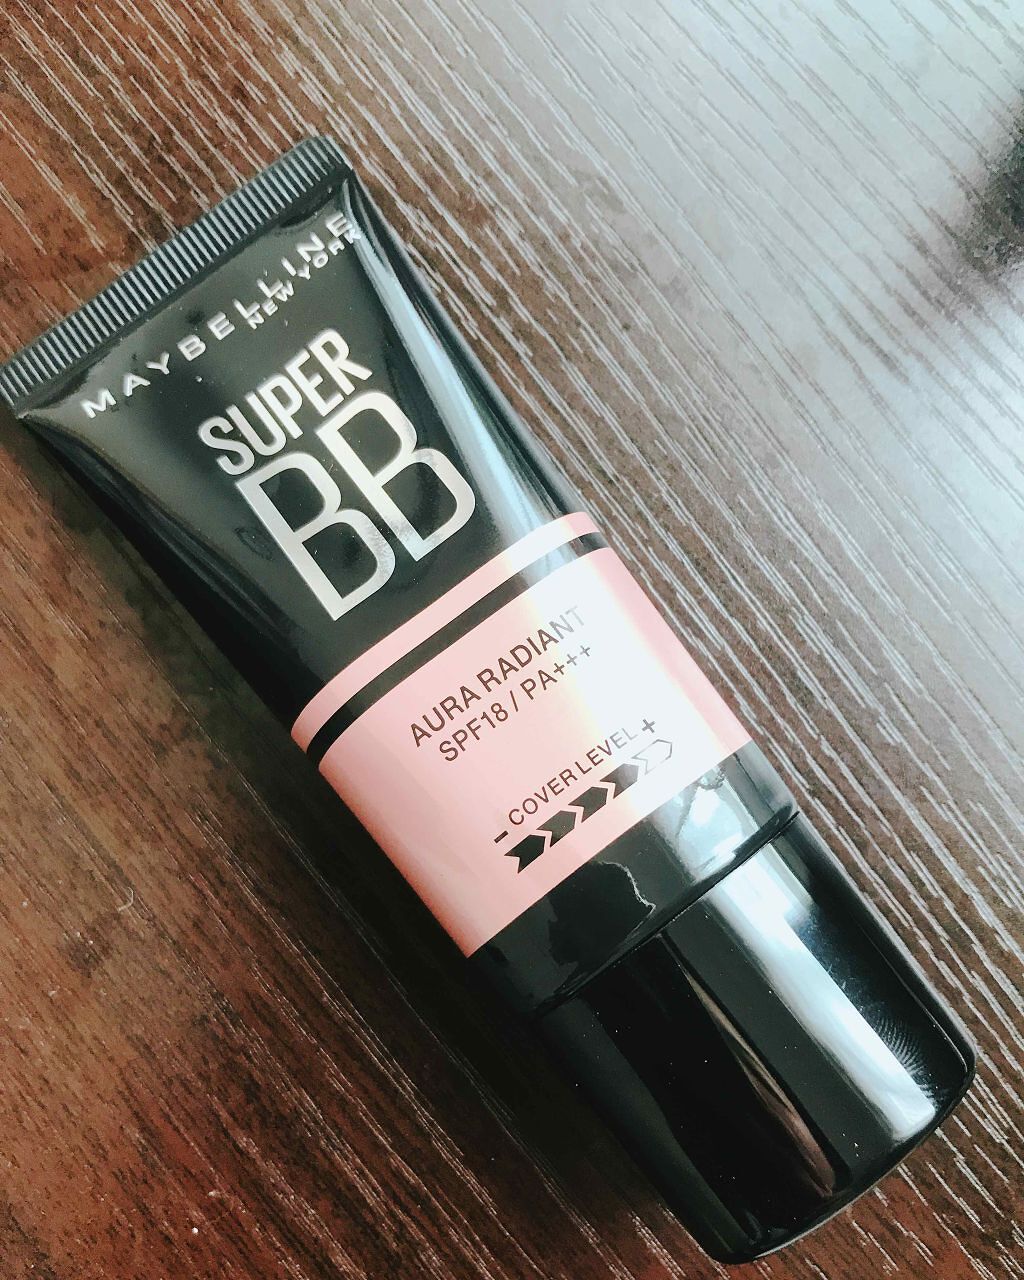 MAYBELLINE
NEW YORK
SUPER
BB
AURA RADIANT
SPF18 / PA+++
- COVER LEVEL +